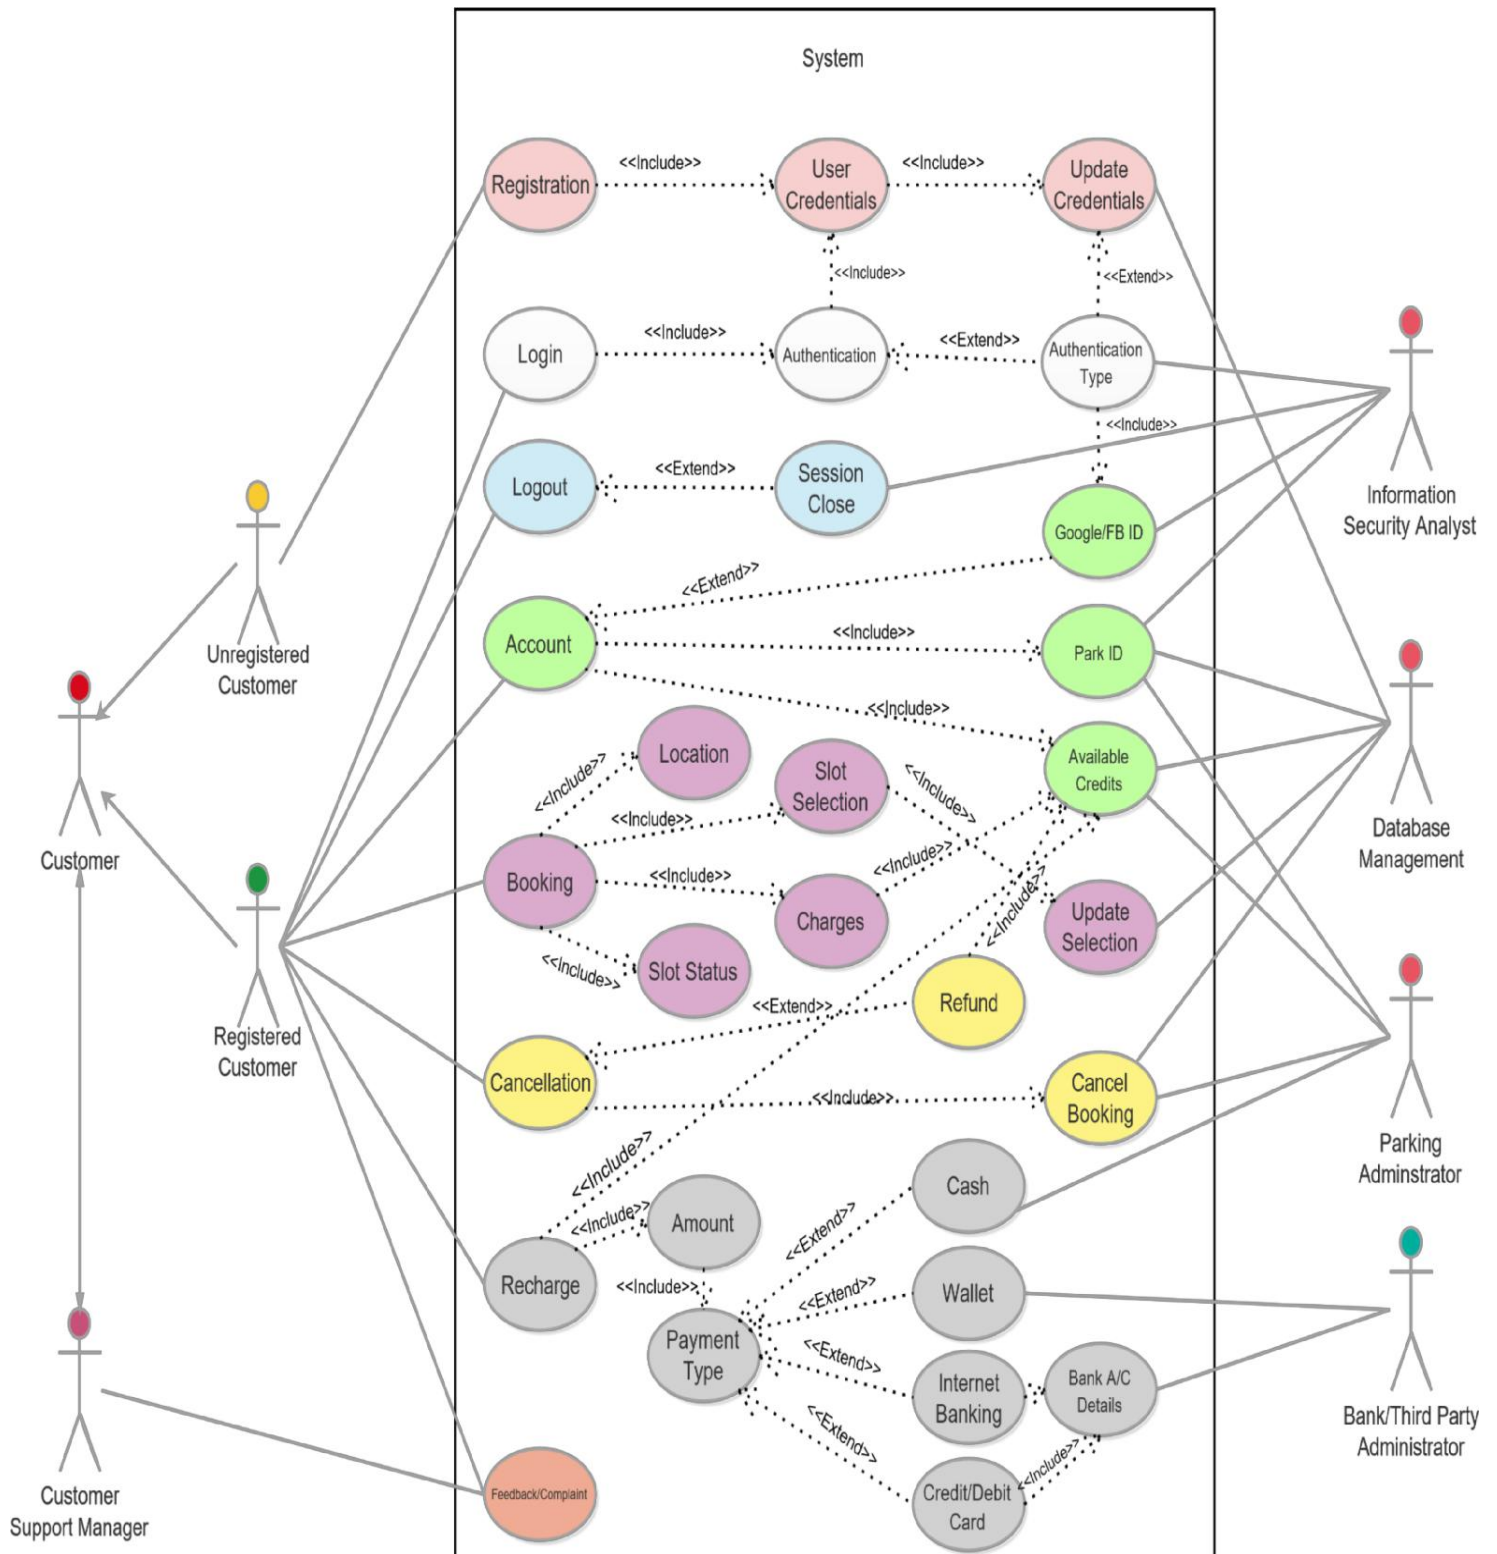 System
Registration
<<Include>>
User
Credentials
<<Include>>
Update
Credentials
<<Include>>
<<Extend>>
Login
<<Include>>
Authentication
<<Extend>>
Authentication
Type
<<Include>>
Logout
<<Extend>>
Session
Close
Google/FB ID
Information
Security Analyst
<<Extend>>
Account
<<Include>>
Park ID
Unregistered
Customer
<<Include>>
Location
<<Include>>
Slot
Selection
<<Include>>
Available
Credits
Customer
<<Include>>
Database
Management
Booking
<<Include>>
Charges
<<Include>>
<<Include>>
Update
Selection
<<Include>>
Slot Status
Registered
Customer
<<Extend>>
Refund
Cancellation
<<Include>>
Cancel
Booking
Parking
Adminstrator
<<Include>>
<<Include>>
Amount
Cash
<<Extend>>
Recharge
<<Include>>
<<Extend>>
Wallet
Payment
Type
<<Extend>>
Internet
Banking
Bank A/C
Details
Bank/Third Party
Administrator
<<Extend>>
<<Include>>
Credit/Debit
Card
Feedback/Complaint
Customer
Support Manager